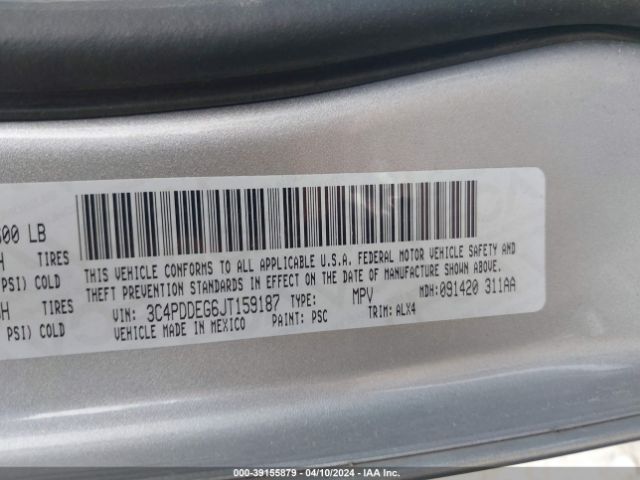 600 LB
H TIRES
PSI) COLD
SH TIRES
PSI) COLD
THIS VEHICLE CONFORMS TO ALL APPLICABLE U.S.A. FEDERAL MOTOR VEHICLE SAFETY AND
THEFT PREVENTION STANDARDS IN EFFECT ON THE DATE OF MANUFACTURE SHOWN ABOVE.
VIN: 3C4PDDEG6JT159187 TYPE: MPV MDH:091420 311AA
VEHICLE MADE IN MEXICO PAINT: PSC TRIM:ALX4
000-39155879 - 04/10/2024 - IAA Inc.